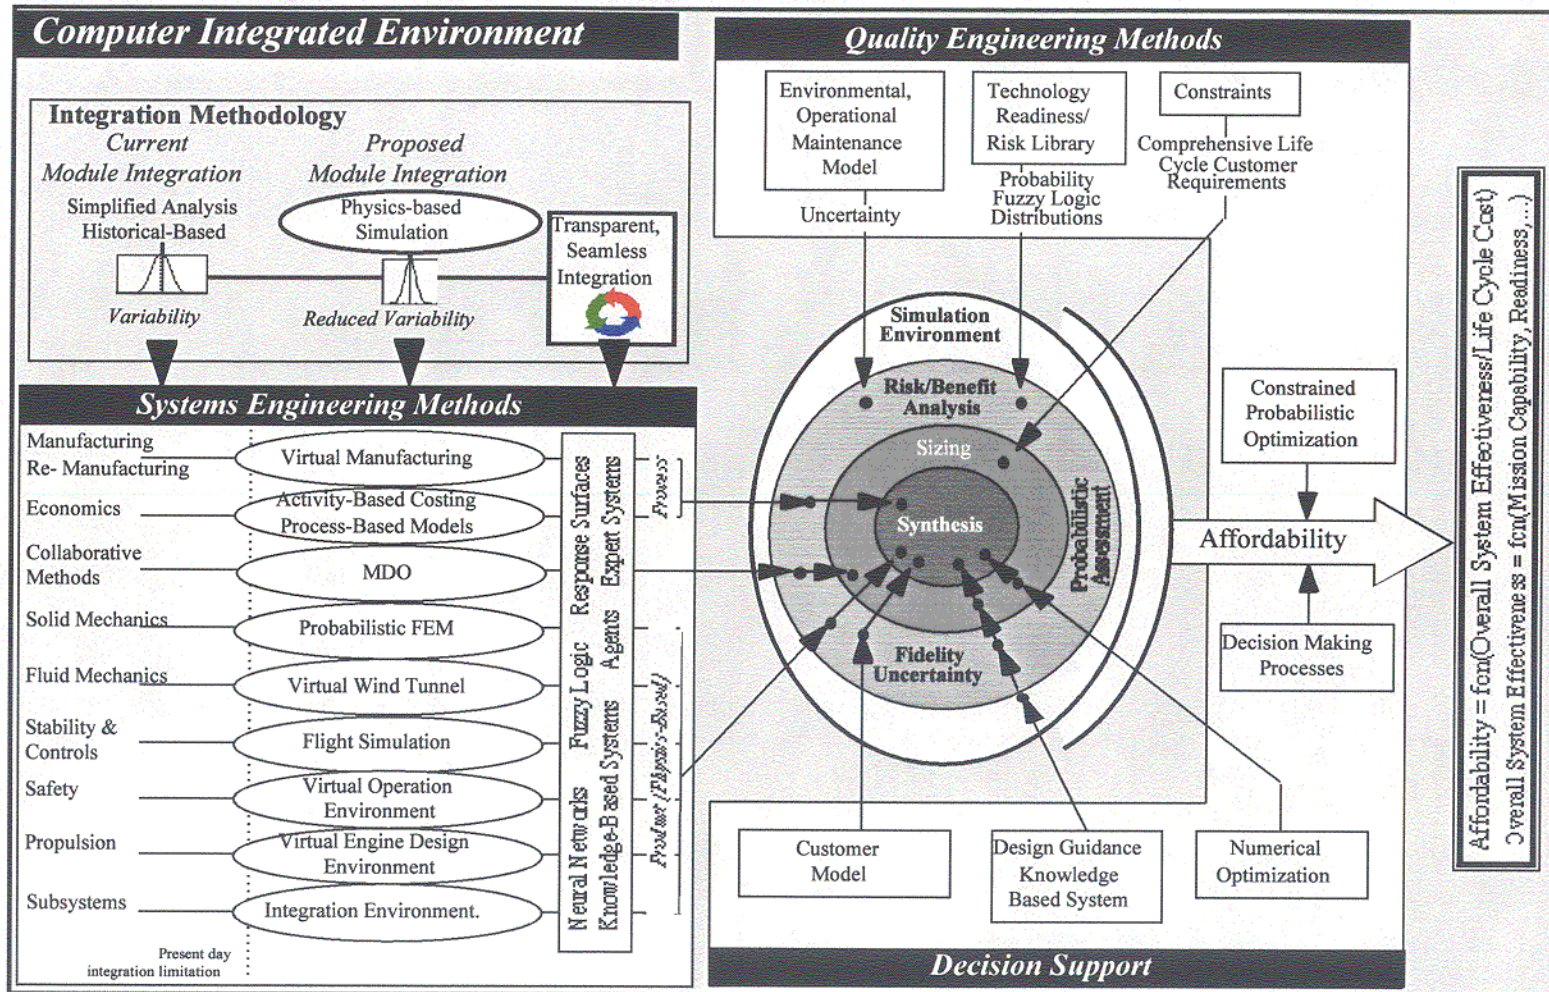 Computer Integrated Environment
Integration Methodology
Current
Module Integration
Simplified Analysis
Historical-Based
Variability
Proposed
Module Integration
Physics-based
Simulation
Reduced Variability
Transparent,
Seamless
Integration
Systems Engineering Methods
Manufacturing
Re- Manufacturing
Virtual Manufacturing
Economics
Activity-Based Costing
Process-Based Models
Collaborative
Methods
MDO
Solid Mechanics
Probabilistic FEM
Fluid Mechanics
Virtual Wind Tunnel
Stability &
Controls
Flight Simulation
Safety
Virtual Operation
Environment
Propulsion
Virtual Engine Design
Environment
Subsystems
Integration Environment.
Present day
integration limitation
Neural Networks Fuzzy Logic Response Surfaces
Knowledge-Based Systems Agents Expert Systems
Process
Product (Physics-Based)
Quality Engineering Methods
Environmental,
Operational
Maintenance
Model
Uncertainty
Technology
Readiness/
Risk Library
Probability
Fuzzy Logic
Distributions
Constraints
Comprehensive Life
Cycle Customer
Requirements
Simulation
Environment
Risk/Benefit
Analysis
Sizing
Synthesis
Probabilistic
Assessment
Fidelity
Uncertainty
Constrained
Probabilistic
Optimization
Affordability
Decision Making
Processes
Customer
Model
Design Guidance
Knowledge
Based System
Numerical
Optimization
Decision Support
Affordability = fcn(Overall System Effectiveness/Life Cycle Cost)
Overall System Effectiveness = fcn(Mission Capability, Readiness,...)